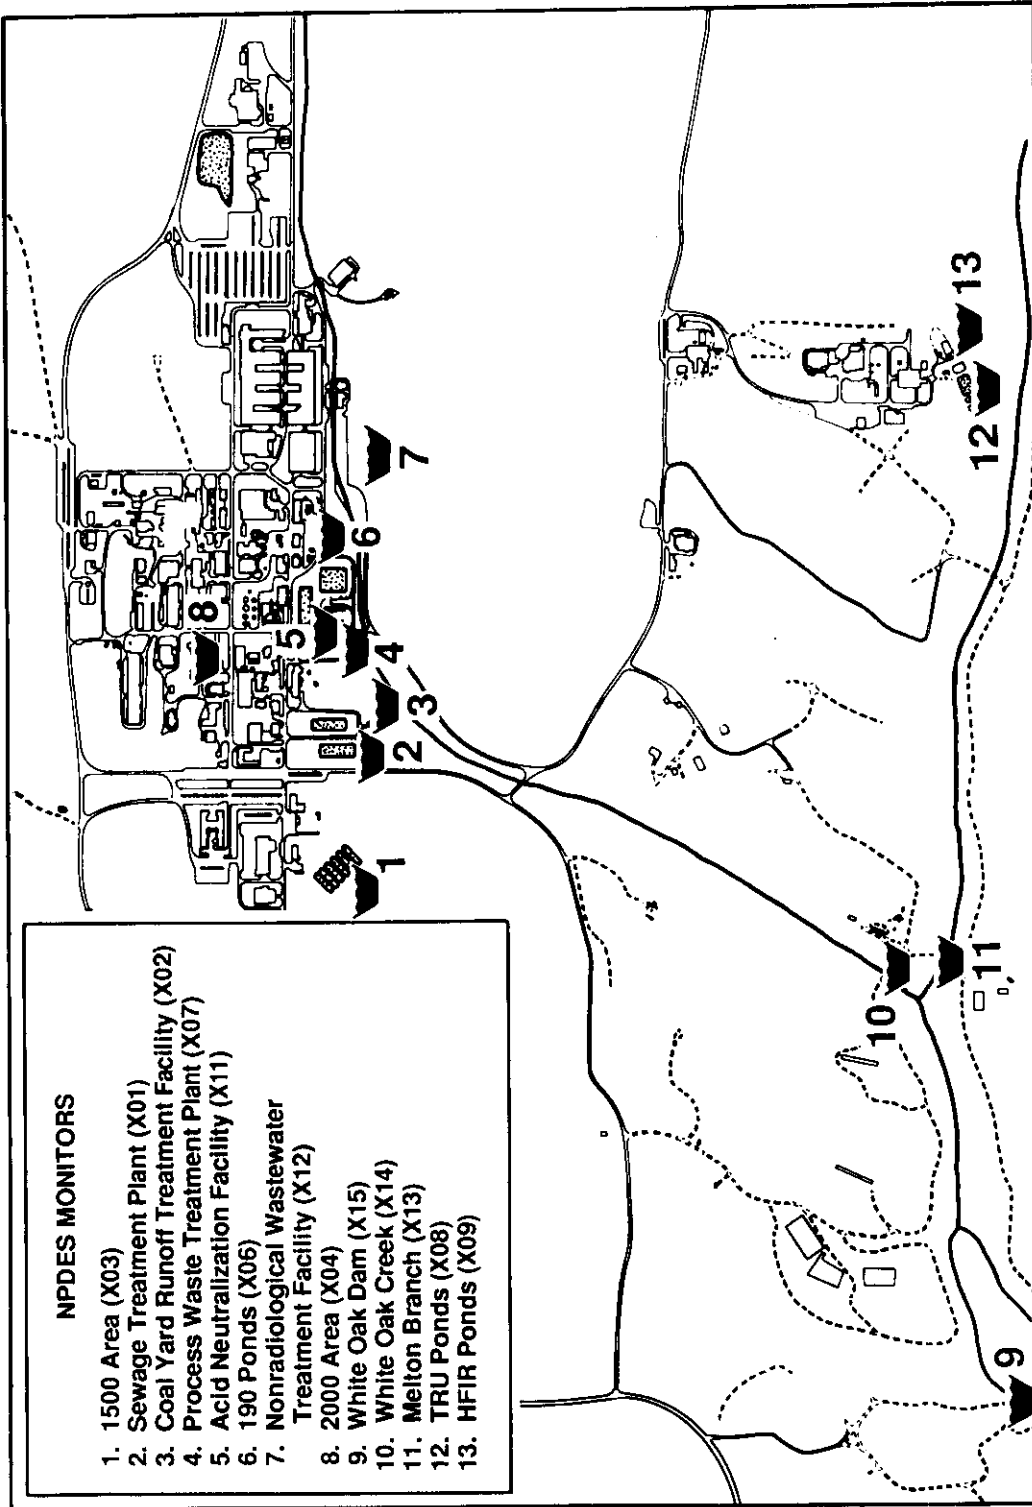 NPDES MONITORS
1. 1500 Area (X03)
2. Sewage Treatment Plant (X01)
3. Coal Yard Runoff Treatment Facility (X02)
4. Process Waste Treatment Plant (X07)
5. Acid Neutralization Facility (X11)
6. 190 Ponds (X06)
7. Nonradiological Wastewater
Treatment Facility (X12)
8. 2000 Area (X04)
9. White Oak Dam (X15)
10. White Oak Creek (X14)
11. Melton Branch (X13)
12. TRU Ponds (X08)
13. HFIR Ponds (X09)
1
2
3
4
5
6
7
8
9
10
11
12
13